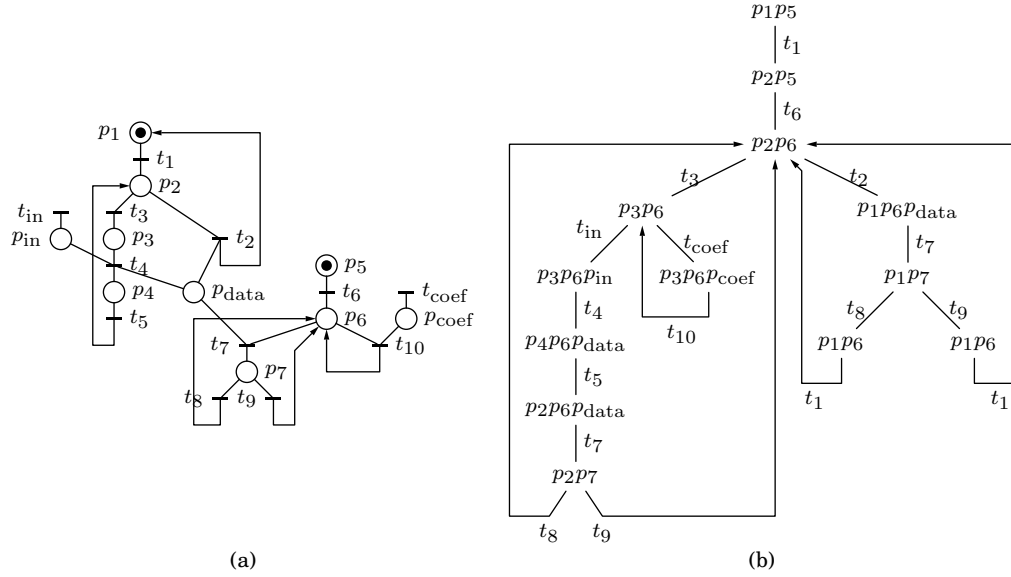 p1
t1
p2
t3
tin
pin
p3
t4
p4
t5
t2
pdata
p5
t6
p6
tcoef
pcoef
t7
t10
p7
t8
t9
(a)
p1p5
t1
p2p5
t6
p2p6
t3
t2
p3p6
p1p6pdata
tin
tcoef
t7
p3p6pin
p3p6pcoef
p1p7
t4
t10
t8
t9
p4p6pdata
p1p6
p1p6
t5
t1
t1
p2p6pdata
t7
p2p7
t8
t9
(b)